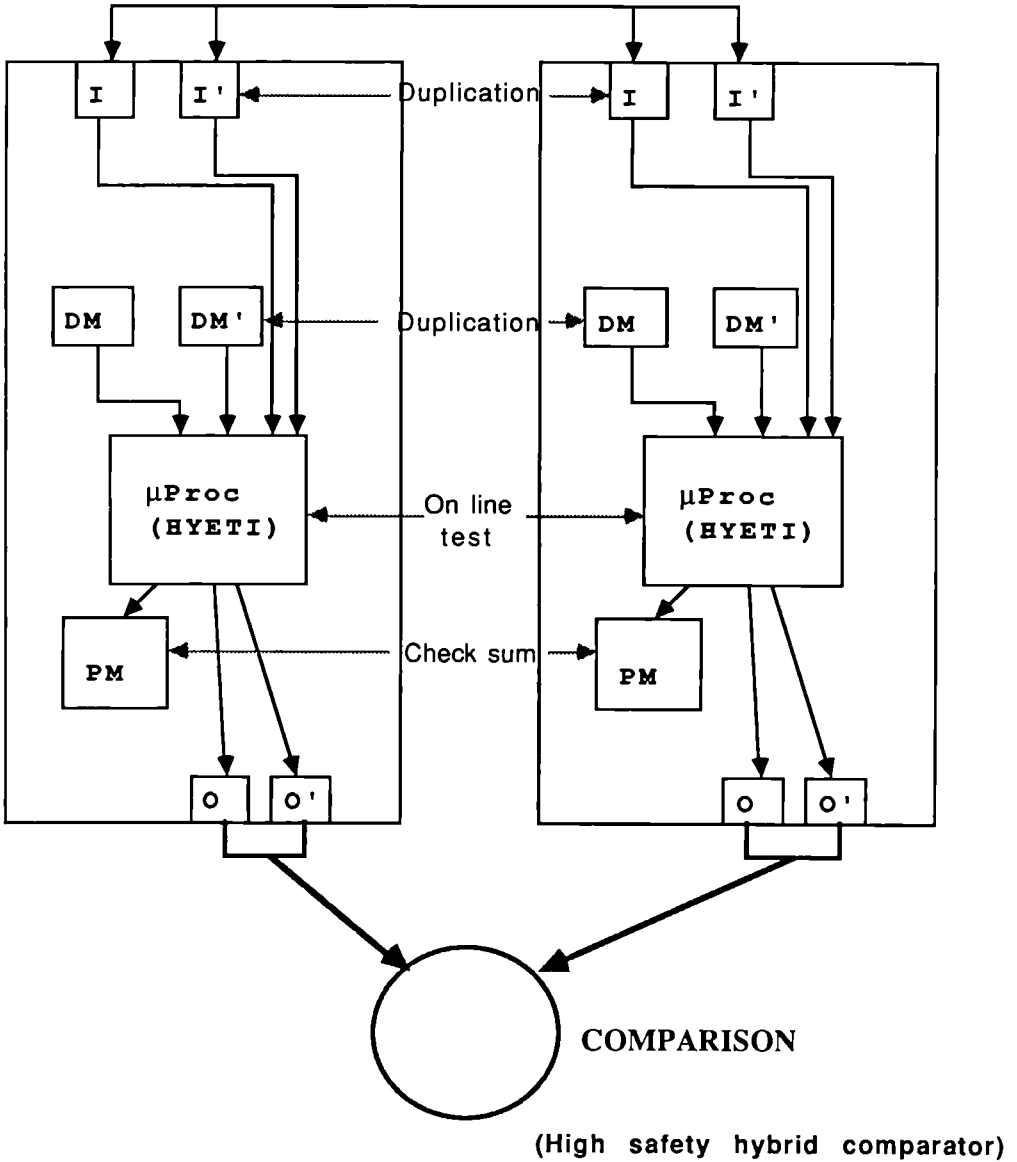 I I' Duplication I I'
DM DM' Duplication DM DM'
µProc (HYETI) On line test µProc (HYETI)
PM Check sum PM
O O' O O'
COMPARISON
(High safety hybrid comparator)